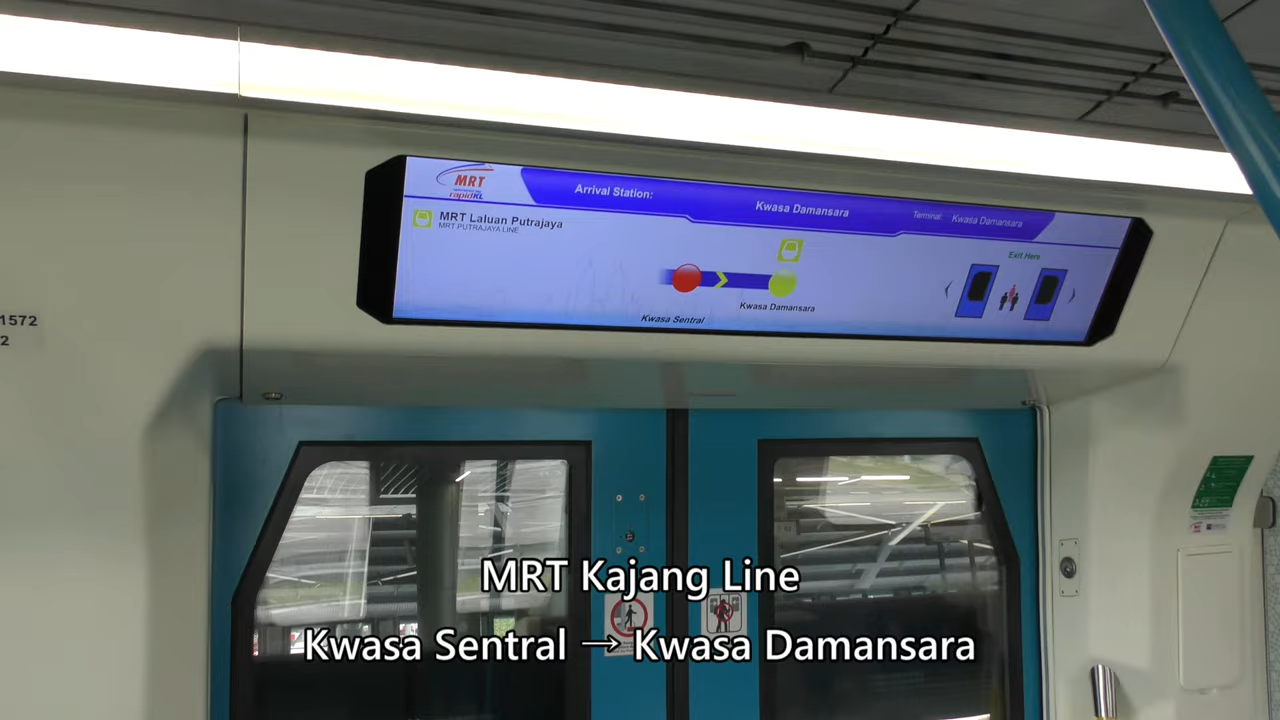 MRT
rapidKL
Arrival Station:
Kwasa Damansara
Terminal: Kwasa Damansara
MRT Laluan Putrajaya
MRT PUTRAJAYA LINE
Exit Here
Kwasa Sentral
Kwasa Damansara
1572
2
MRT Kajang Line
Kwasa Sentral → Kwasa Damansara